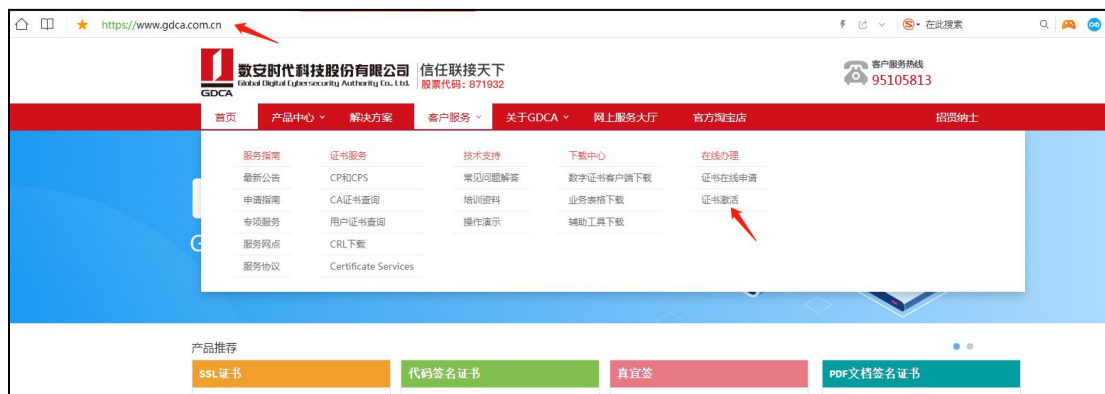 https://www.gdca.com.cn
在此搜索
数安时代科技股份有限公司
Global Digital Cybersecurity Authority Co., Ltd.
GDCA
信任联接天下
股票代码：871932
客户服务热线
95105813
首页 产品中心 解决方案 客户服务 关于GDCA 网上服务大厅 官方淘宝店 招贤纳士
服务指南 证书服务 技术支持 下载中心 在线办理
最新公告 CP和CPS 常见问题解答 数字证书客户端下载 证书在线申请
申请指南 CA证书查询 培训资料 业务表格下载 证书激活
专项服务 用户证书查询 操作演示 辅助工具下载
服务网点 CRL下载
服务协议 Certificate Services
产品推荐
SSL证书 代码签名证书 真宜签 PDF文档签名证书